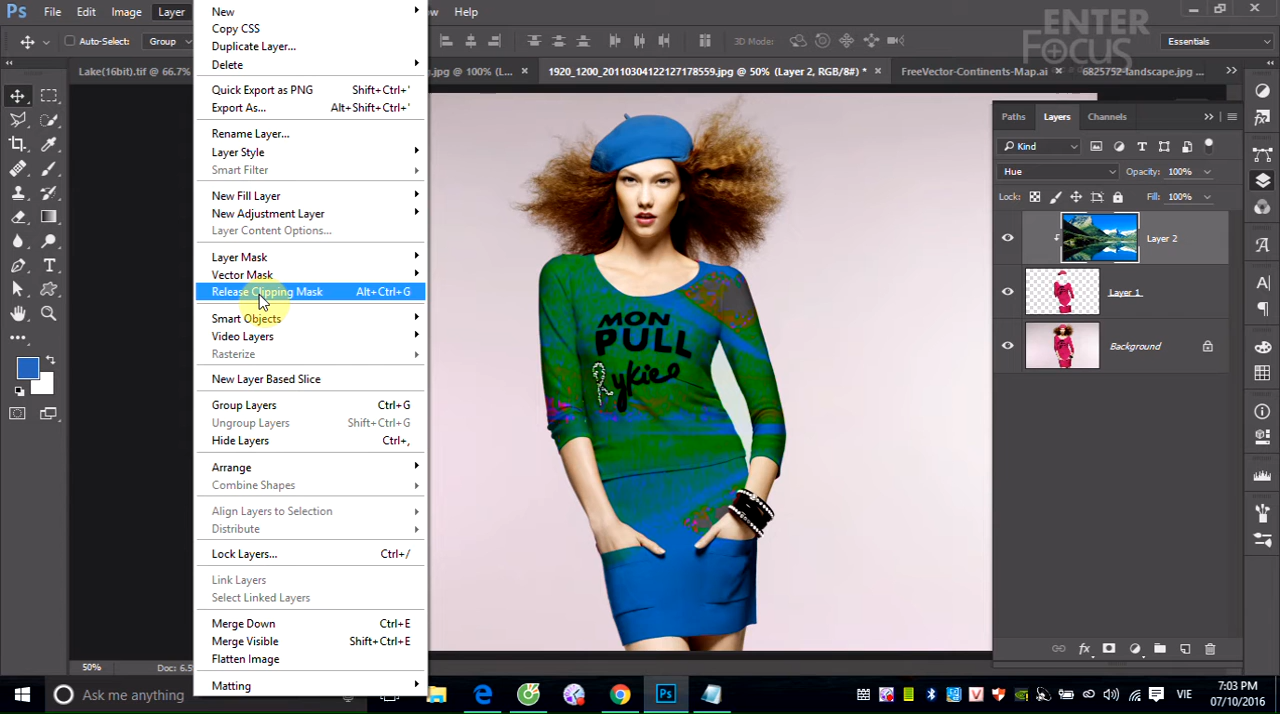 Ps File Edit Image Layer
w Help
ENTER
FOCUS
Auto-Select: Group
3D Mode:
Essentials
Lake(16bit).tif @ 66.7%
g.jpg @ 100% (L...
1920_1200_20110304122127178559.jpg @ 50% (Layer 2, RGB/8#) *
FreeVector-Continents-Map.ai
6825752-landscape.jpg ...
New
Copy CSS
Duplicate Layer...
Delete
Quick Export as PNG Shift+Ctrl+'
Export As... Alt+Shift+Ctrl+'
Rename Layer...
Layer Style
Smart Filter
New Fill Layer
New Adjustment Layer
Layer Content Options...
Layer Mask
Vector Mask
Release Clipping Mask Alt+Ctrl+G
Smart Objects
Video Layers
Rasterize
New Layer Based Slice
Group Layers Ctrl+G
Ungroup Layers Shift+Ctrl+G
Hide Layers Ctrl+,
Arrange
Combine Shapes
Align Layers to Selection
Distribute
Lock Layers... Ctrl+/
Link Layers
Select Linked Layers
Merge Down Ctrl+E
Merge Visible Shift+Ctrl+E
Flatten Image
Matting
MON
PULL
Rykiel
Paths Layers Channels
Kind
Hue Opacity: 100%
Lock: Fill: 100%
Layer 2
Layer 1
Background
fx
50% Doc: 6.5
Ask me anything
Ps
VIE
7:03 PM
07/10/2016